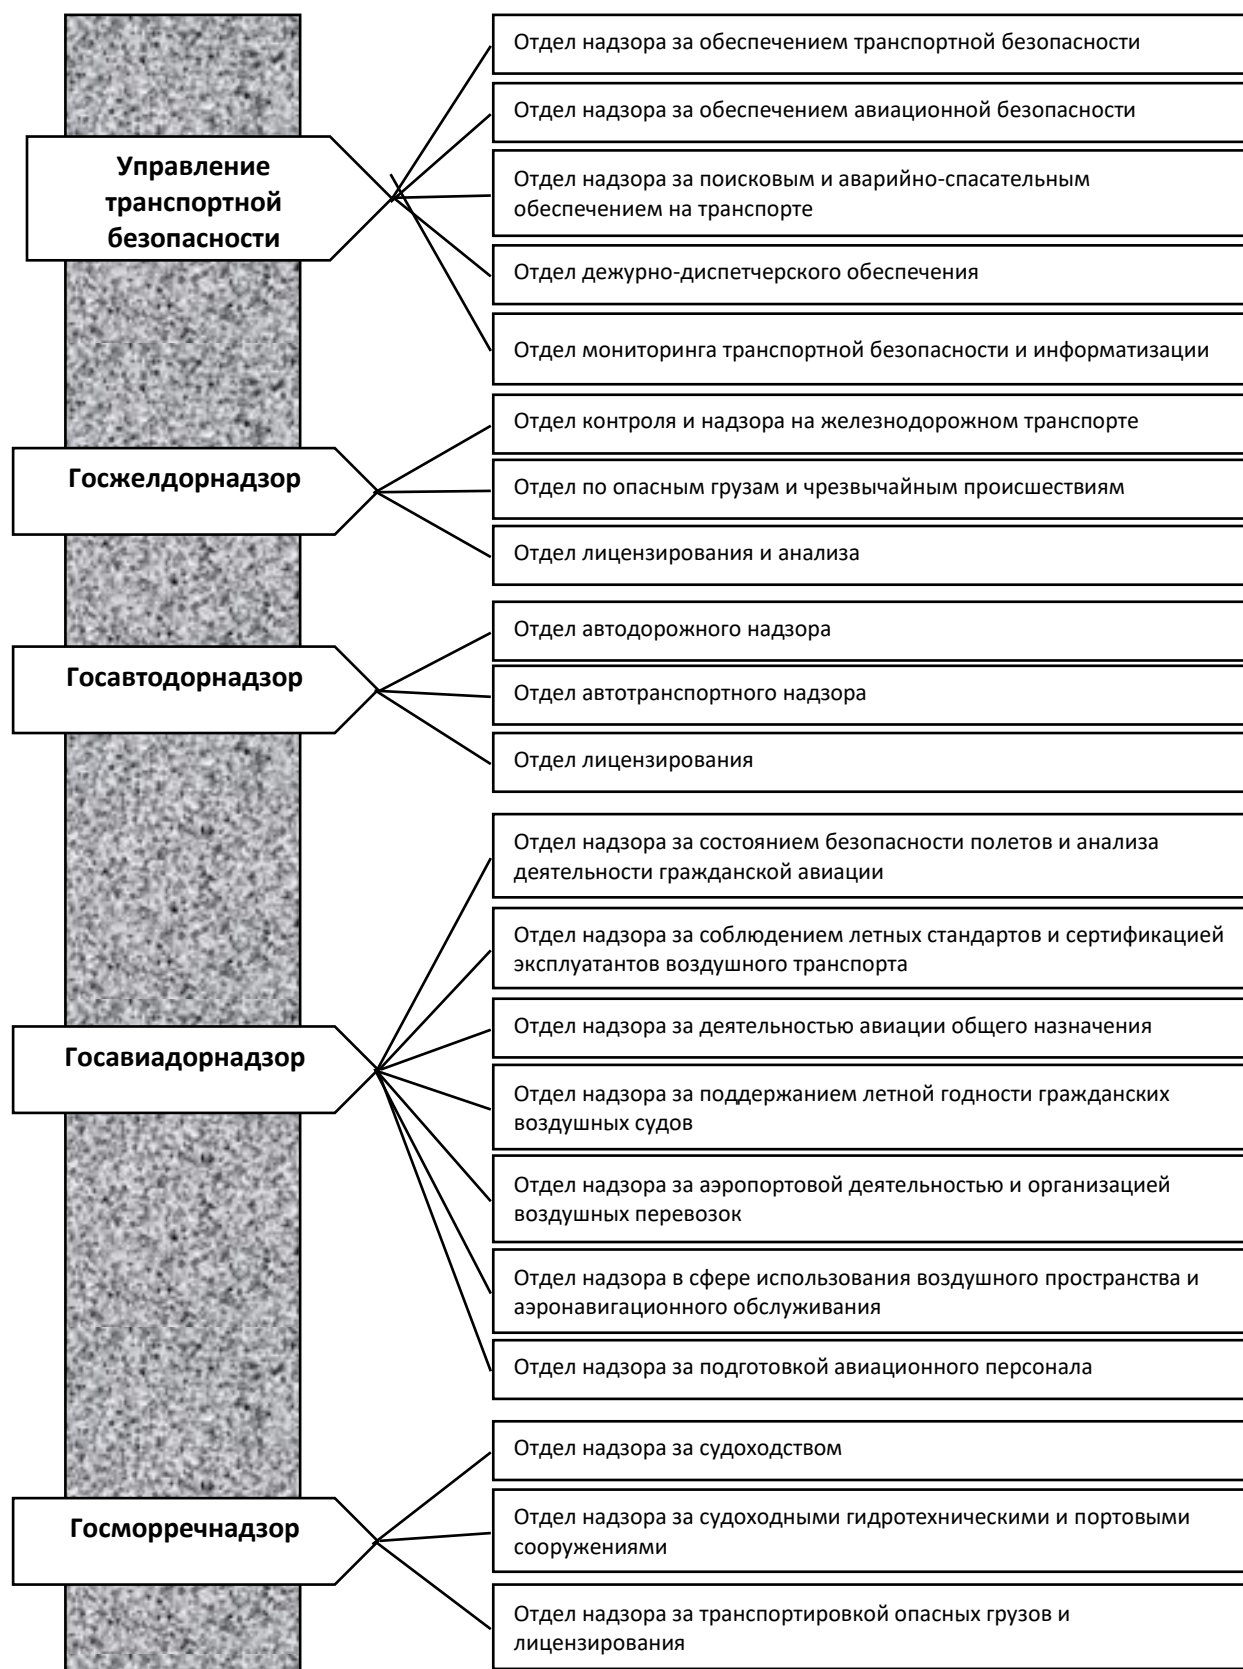 Отдел надзора за обеспечением транспортной безопасности
Отдел надзора за обеспечением авиационной безопасности
Управление
транспортной
безопасности
Отдел надзора за поисковым и аварийно-спасательным
обеспечением на транспорте
Отдел дежурно-диспетчерского обеспечения
Отдел мониторинга транспортной безопасности и информатизации
Госжелдорнадзор
Отдел контроля и надзора на железнодорожном транспорте
Отдел по опасным грузам и чрезвычайным происшествиям
Отдел лицензирования и анализа
Госавтодорнадзор
Отдел автодорожного надзора
Отдел автотранспортного надзора
Отдел лицензирования
Госавиадорнадзор
Отдел надзора за состоянием безопасности полетов и анализа
деятельности гражданской авиации
Отдел надзора за соблюдением летных стандартов и сертификацией
эксплуатантов воздушного транспорта
Отдел надзора за деятельностью авиации общего назначения
Отдел надзора за поддержанием летной годности гражданских
воздушных судов
Отдел надзора за аэропортовой деятельностью и организацией
воздушных перевозок
Отдел надзора в сфере использования воздушного пространства и
аэронавигационного обслуживания
Отдел надзора за подготовкой авиационного персонала
Госморречнадзор
Отдел надзора за судоходством
Отдел надзора за судоходными гидротехническими и портовыми
сооружениями
Отдел надзора за транспортировкой опасных грузов и
лицензирования